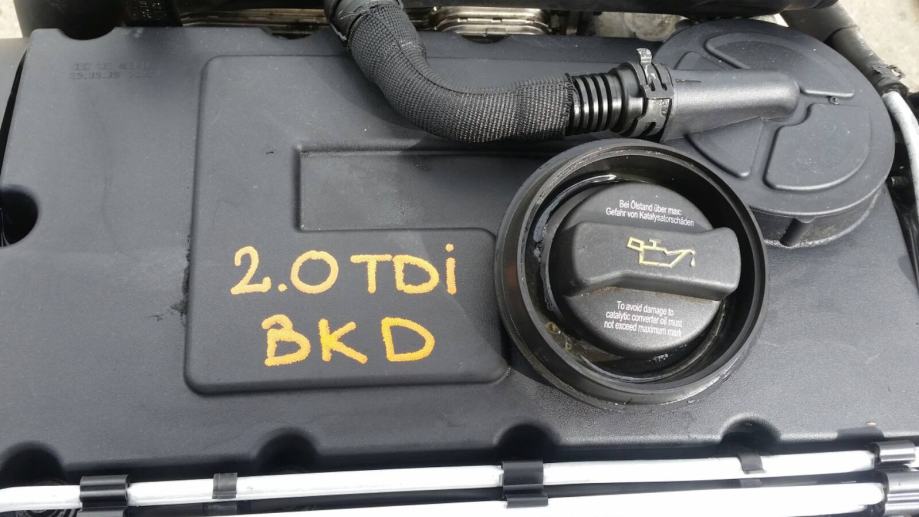 2.0 TDi
BKD
Bei Ölstand über max:
Gefahr von Katalysatorschäden
To avoid damage to
catalytic converter oil must
not exceed maximum mark